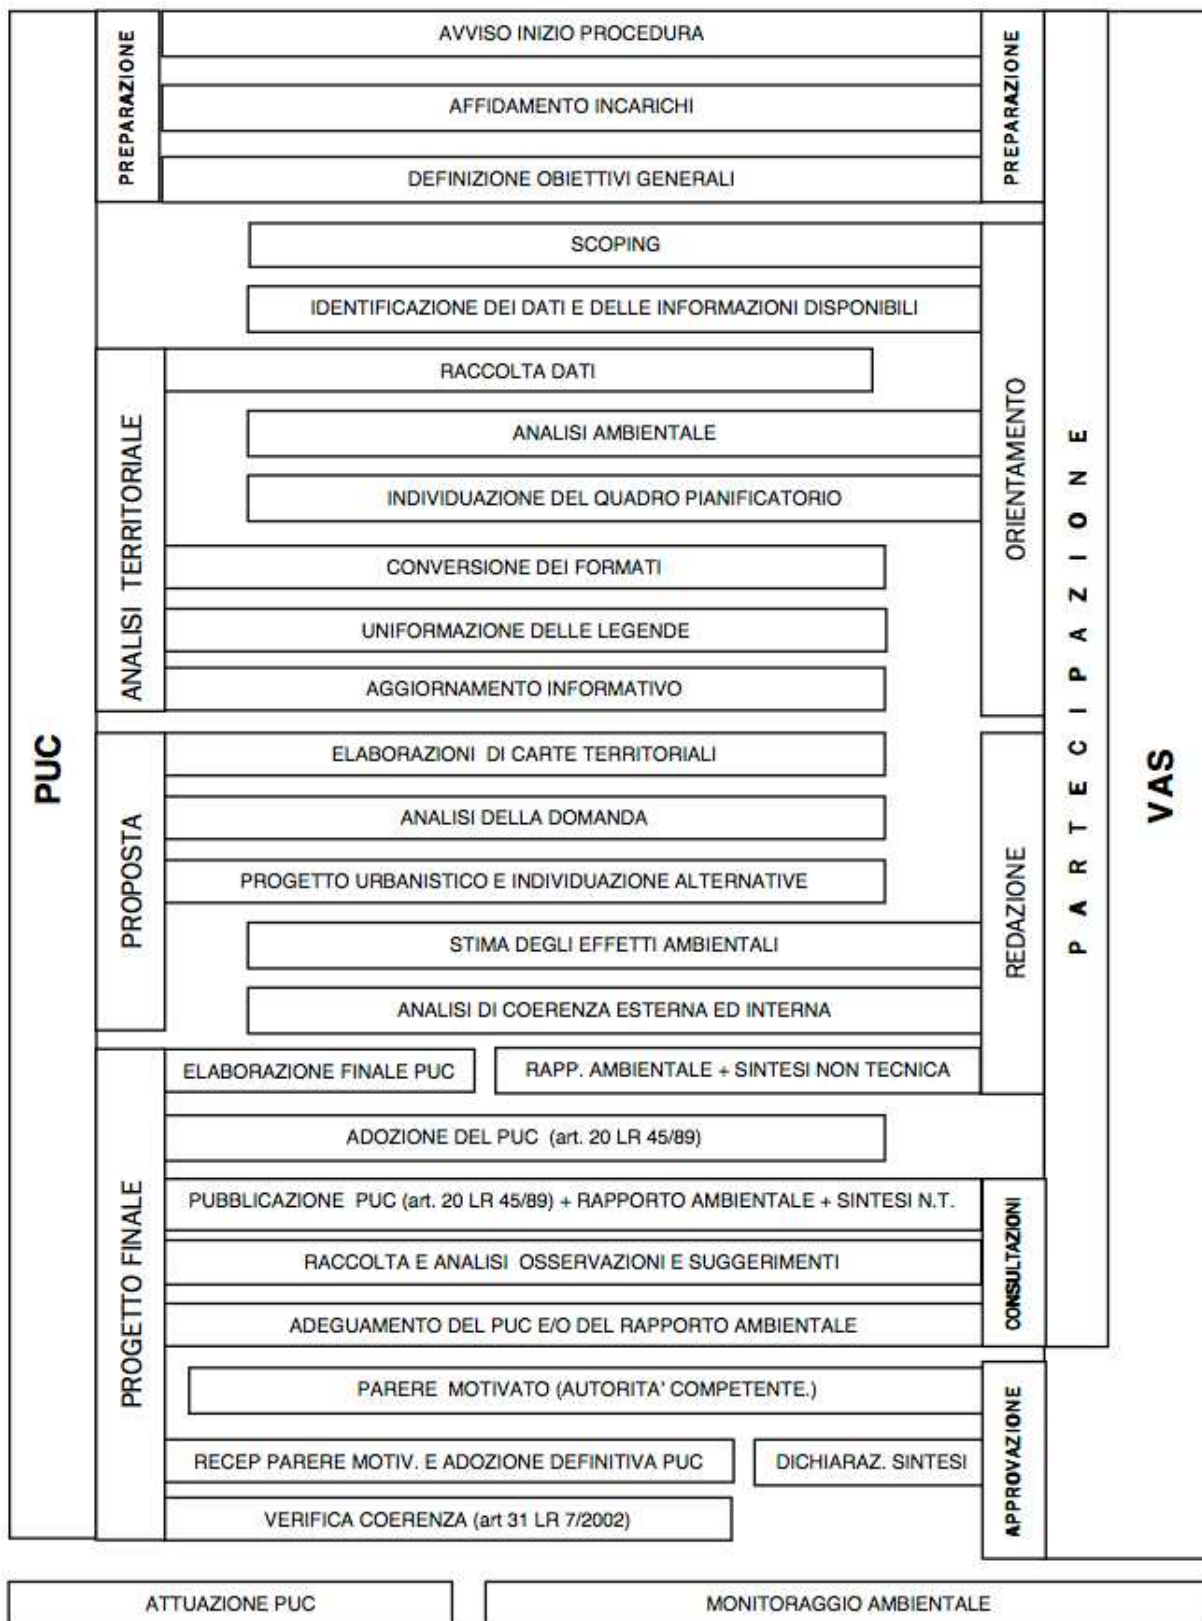 PUC
PREPARAZIONE
AVVISO INIZIO PROCEDURA
AFFIDAMENTO INCARICHI
DEFINIZIONE OBIETTIVI GENERALI
PREPARAZIONE
SCOPING
IDENTIFICAZIONE DEI DATI E DELLE INFORMAZIONI DISPONIBILI
ANALISI TERRITORIALE
RACCOLTA DATI
ANALISI AMBIENTALE
INDIVIDUAZIONE DEL QUADRO PIANIFICATORIO
CONVERSIONE DEI FORMATI
UNIFORMAZIONE DELLE LEGENDE
AGGIORNAMENTO INFORMATIVO
ORIENTAMENTO
PROPOSTA
ELABORAZIONI DI CARTE TERRITORIALI
ANALISI DELLA DOMANDA
PROGETTO URBANISTICO E INDIVIDUAZIONE ALTERNATIVE
STIMA DEGLI EFFETTI AMBIENTALI
ANALISI DI COERENZA ESTERNA ED INTERNA
REDAZIONE
PROGETTO FINALE
ELABORAZIONE FINALE PUC
RAPP. AMBIENTALE + SINTESI NON TECNICA
ADOZIONE DEL PUC (art. 20 LR 45/89)
PUBBLICAZIONE PUC (art. 20 LR 45/89) + RAPPORTO AMBIENTALE + SINTESI N.T.
RACCOLTA E ANALISI OSSERVAZIONI E SUGGERIMENTI
ADEGUAMENTO DEL PUC E/O DEL RAPPORTO AMBIENTALE
CONSULTAZIONI
PARERE MOTIVATO (AUTORITA' COMPETENTE.)
RECEP PARERE MOTIV. E ADOZIONE DEFINITIVA PUC
DICHIARAZ. SINTESI
VERIFICA COERENZA (art 31 LR 7/2002)
APPROVAZIONE
PARTECIPAZIONE
VAS
ATTUAZIONE PUC
MONITORAGGIO AMBIENTALE